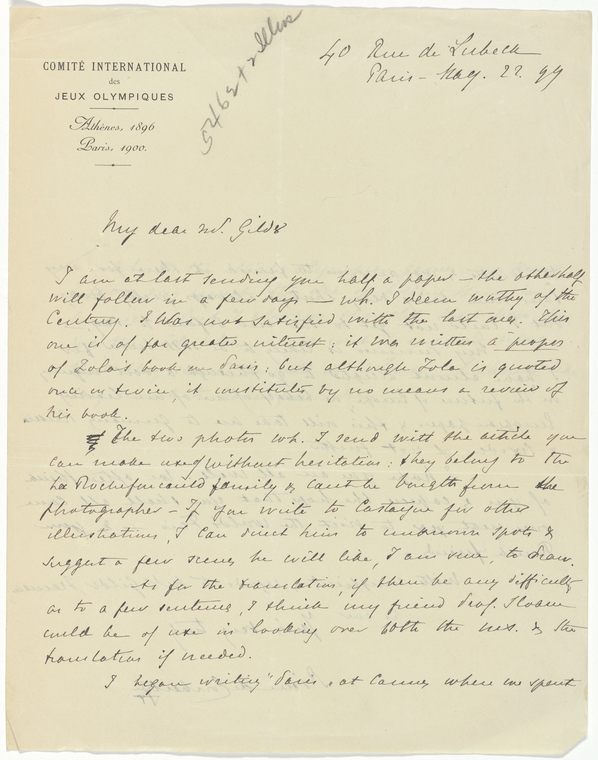 COMITÉ INTERNATIONAL
des
JEUX OLYMPIQUES
Athènes, 1896
Paris, 1900.
40 Rue de Lubeck
Paris – May. 22. 99
My dear Mr. Gilder
I am at last sending you half a paper – the other half
will follow in a few days – wh. I deem worthy of the
Century. I was not satisfied with the last one. This
one is of far greater interest; it was written a propos
of Zola's book on Paris; but although Zola is quoted
once or twice, it constitutes by no means a review of
his book.
The two photos wh. I send with the article you
can make use of without hesitation; they belong to the
La Rochefoucauld family & can't be bought from the
photographer – If you write to Castaigne for other
illustrations, I can direct him to unknown spots &
suggest a few scenes he will like, I am sure, to draw.
As for the translation, if there be any difficulty
as to a few sentences, I think my friend Prof. Sloane
could be of use in looking over both the ms. & the
translation if needed.
I began writing "Paris" at Cannes where we spent